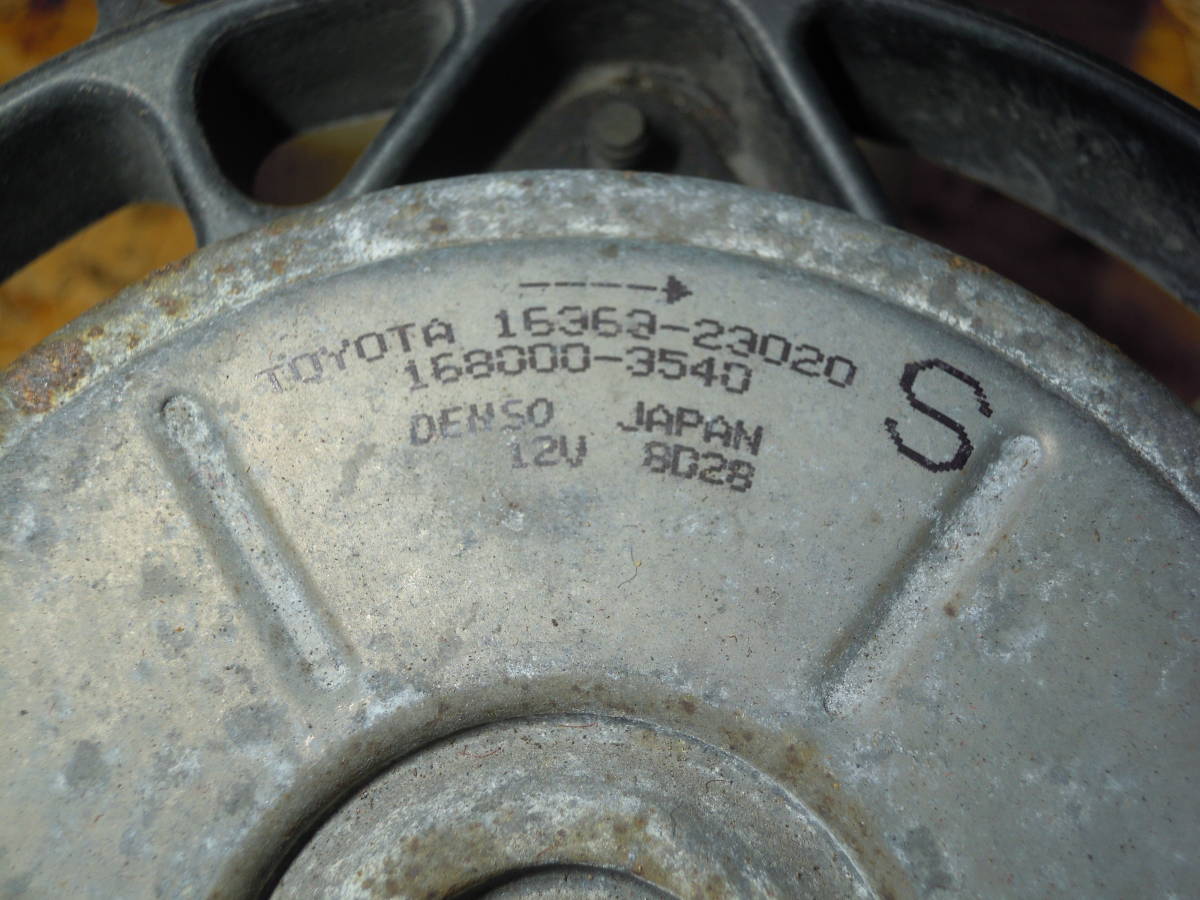 TOYOTA 16363-23020
168000-3540 S
DENSO JAPAN
12V 8D28